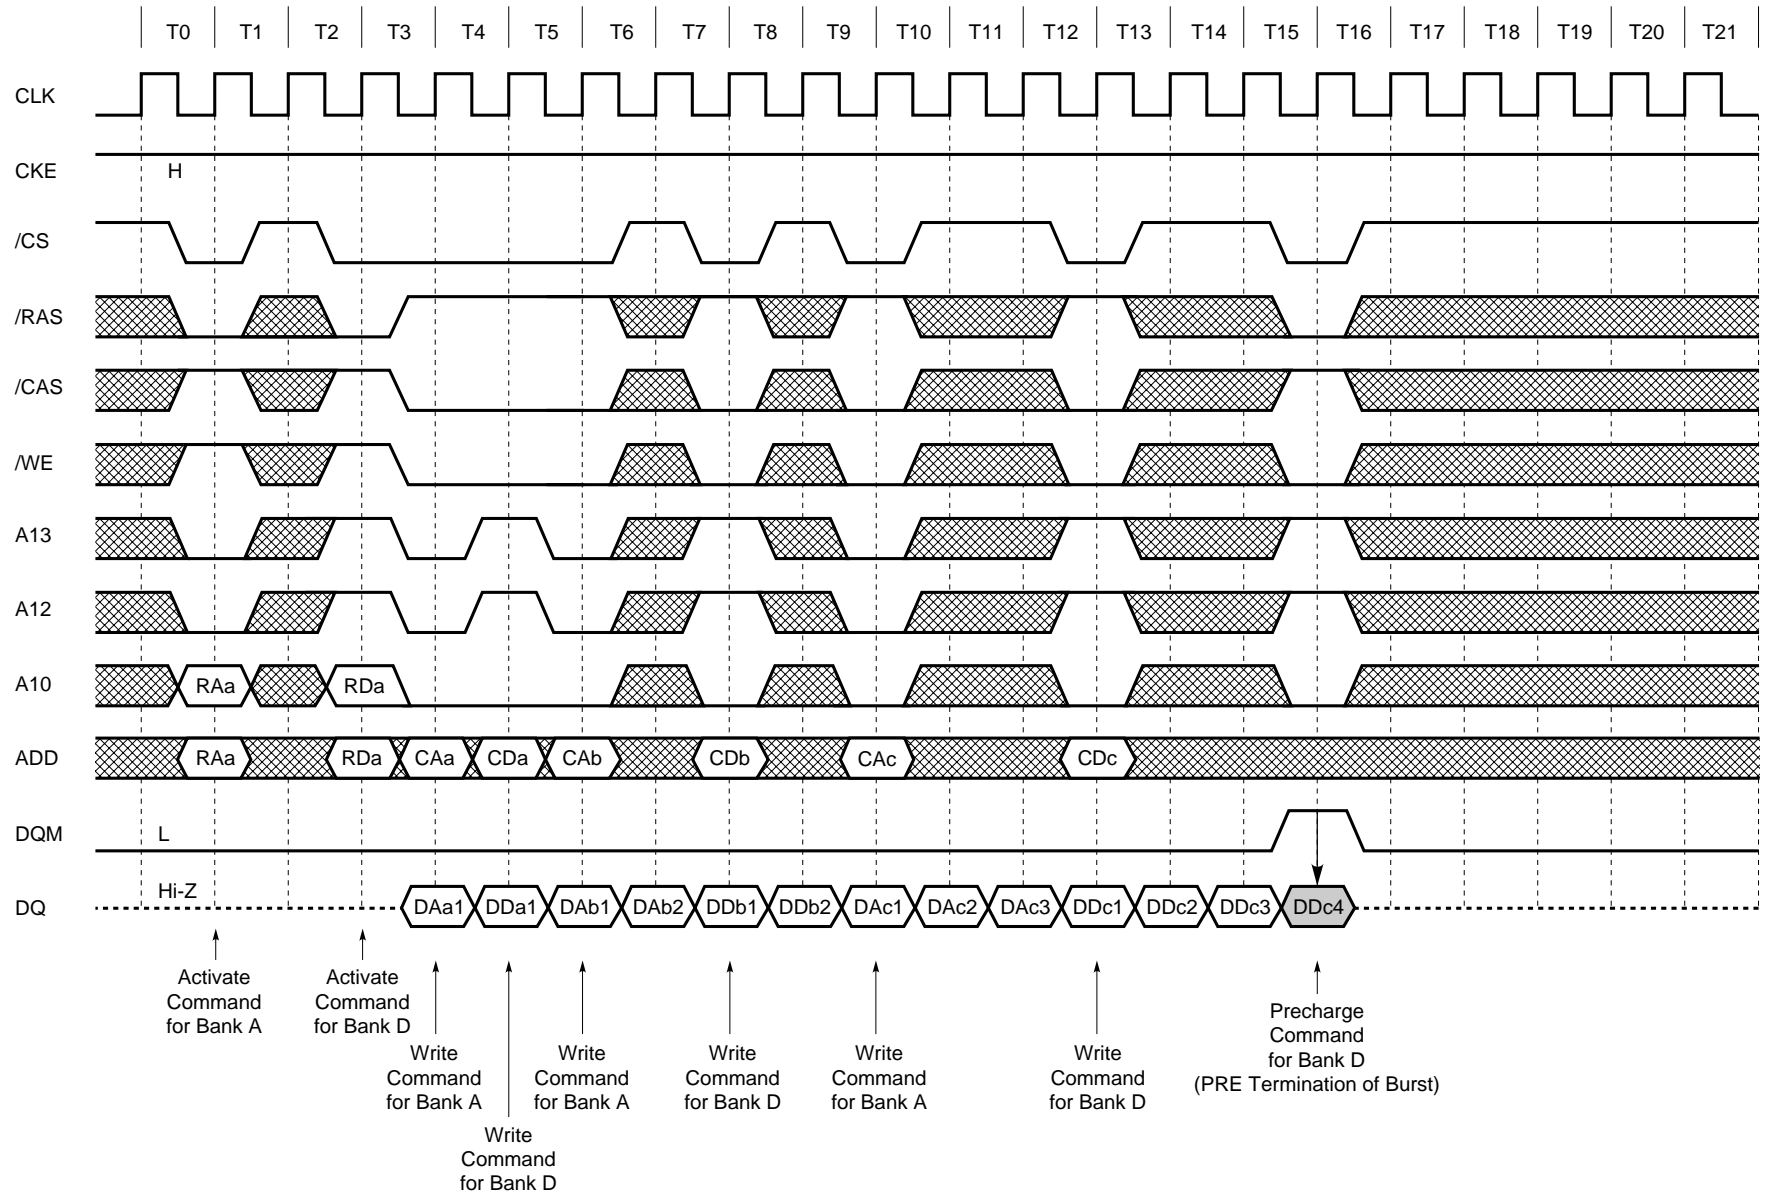 T0 T1 T2 T3 T4 T5 T6 T7 T8 T9 T10 T11 T12 T13 T14 T15 T16 T17 T18 T19 T20 T21
CLK
CKE H
/CS
/RAS
/CAS
/WE
A13
A12
A10 RAa RDa
ADD RAa RDa CAa CDa CAb CDb CAc CDc
DQM L
DQ Hi-Z DAa1 DDa1 DAb1 DAb2 DDb1 DDb2 DAc1 DAc2 DAc3 DDc1 DDc2 DDc3 DDc4
Activate
Command
for Bank A
Activate
Command
for Bank D
Write
Command
for Bank A
Write
Command
for Bank D
Write
Command
for Bank A
Write
Command
for Bank D
Write
Command
for Bank A
Write
Command
for Bank D
Precharge
Command
for Bank D
(PRE Termination of Burst)